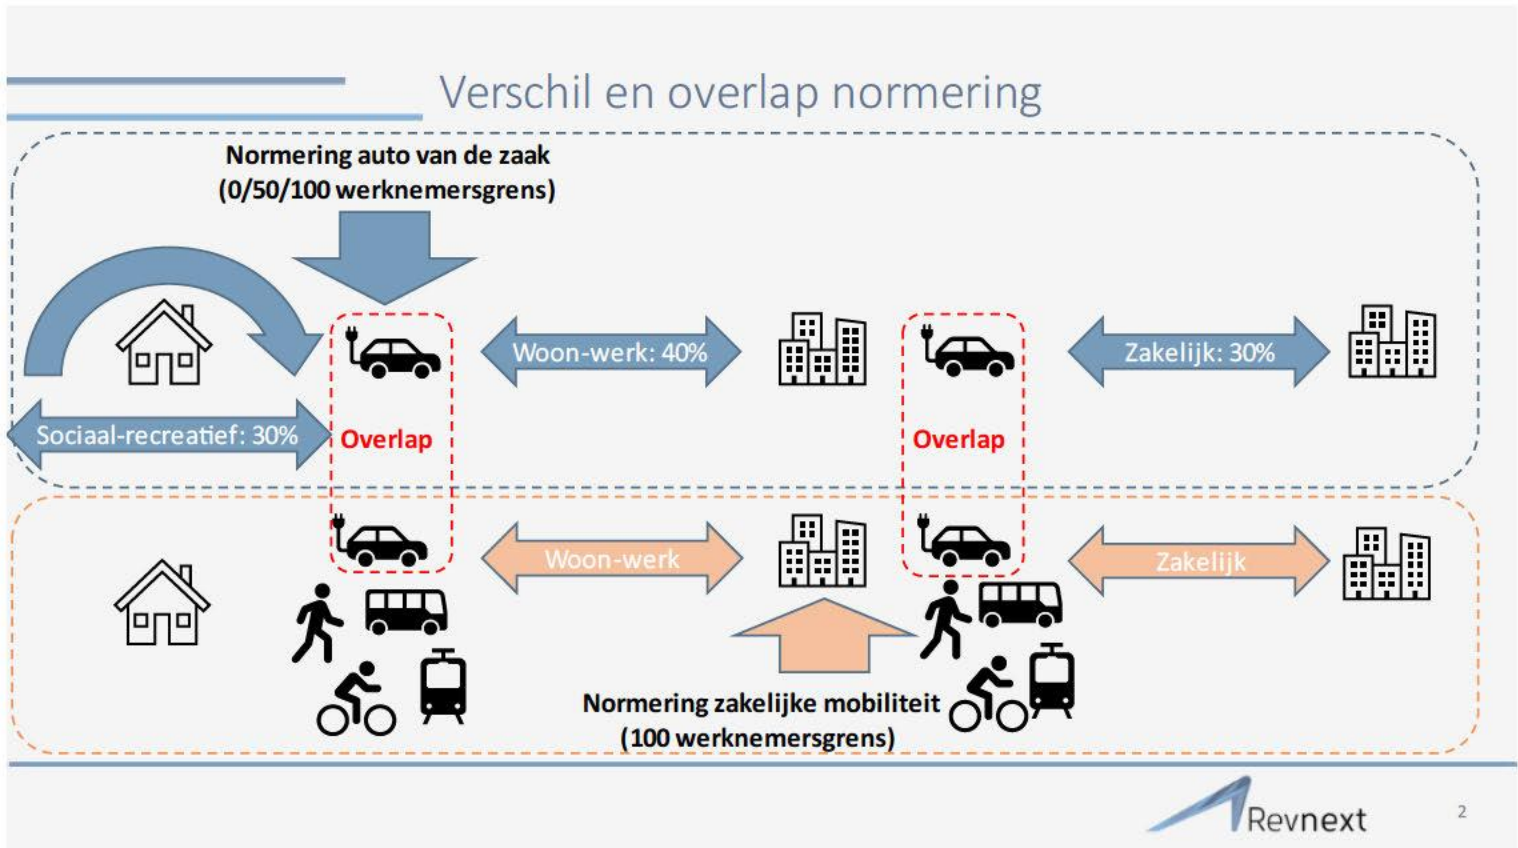 Verschil en overlap normering
Normering auto van de zaak
(0/50/100 werknemersgrens)
Woon-werk: 40%
Zakelijk: 30%
Sociaal-recreatief: 30%
Overlap
Overlap
Woon-werk
Zakelijk
Normering zakelijke mobiliteit
(100 werknemersgrens)
Revnext
2